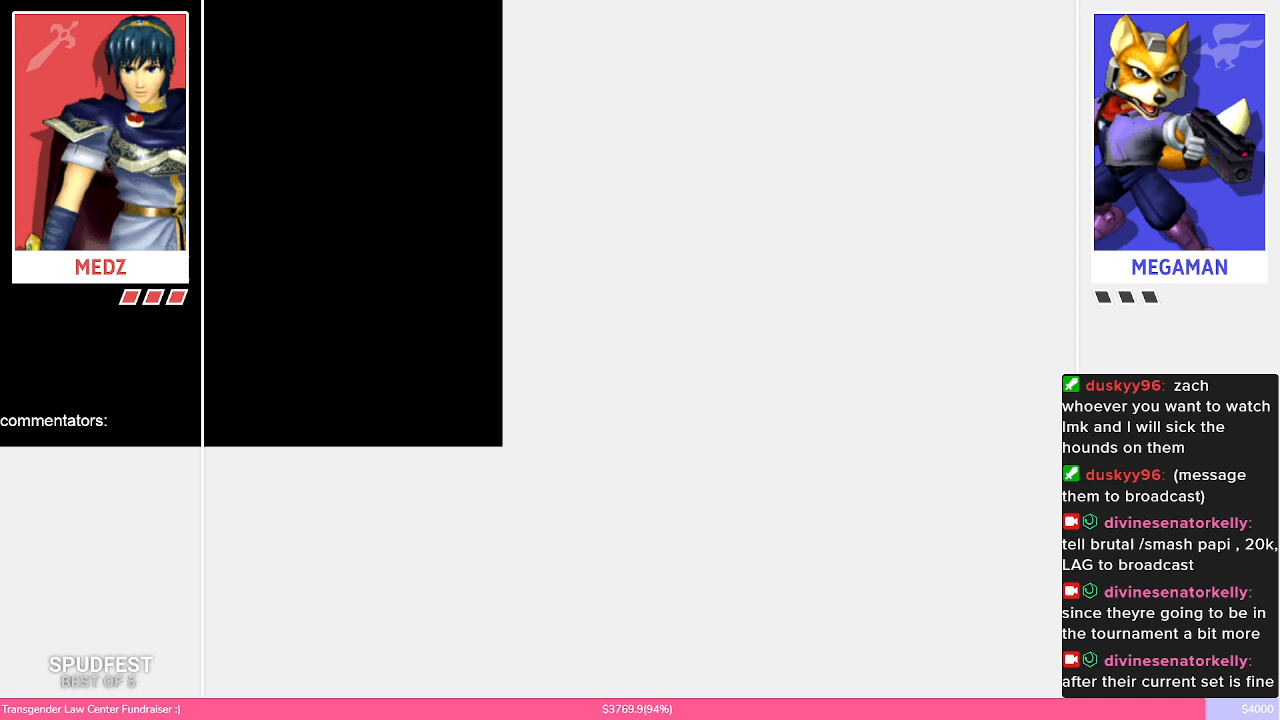 MEDZ
MEGAMAN
commentators:
duskyy96: zach
whoever you want to watch
lmk and I will sick the
hounds on them
duskyy96: (message
them to broadcast)
divinesenatorkelly:
tell brutal /smash papi , 20k,
LAG to broadcast
divinesenatorkelly:
since theyre going to be in
the tournament a bit more
divinesenatorkelly:
after their current set is fine
SPUDFEST
BEST OF 5
Transgender Law Center Fundraiser :)
$3769.9(94%)
$4000